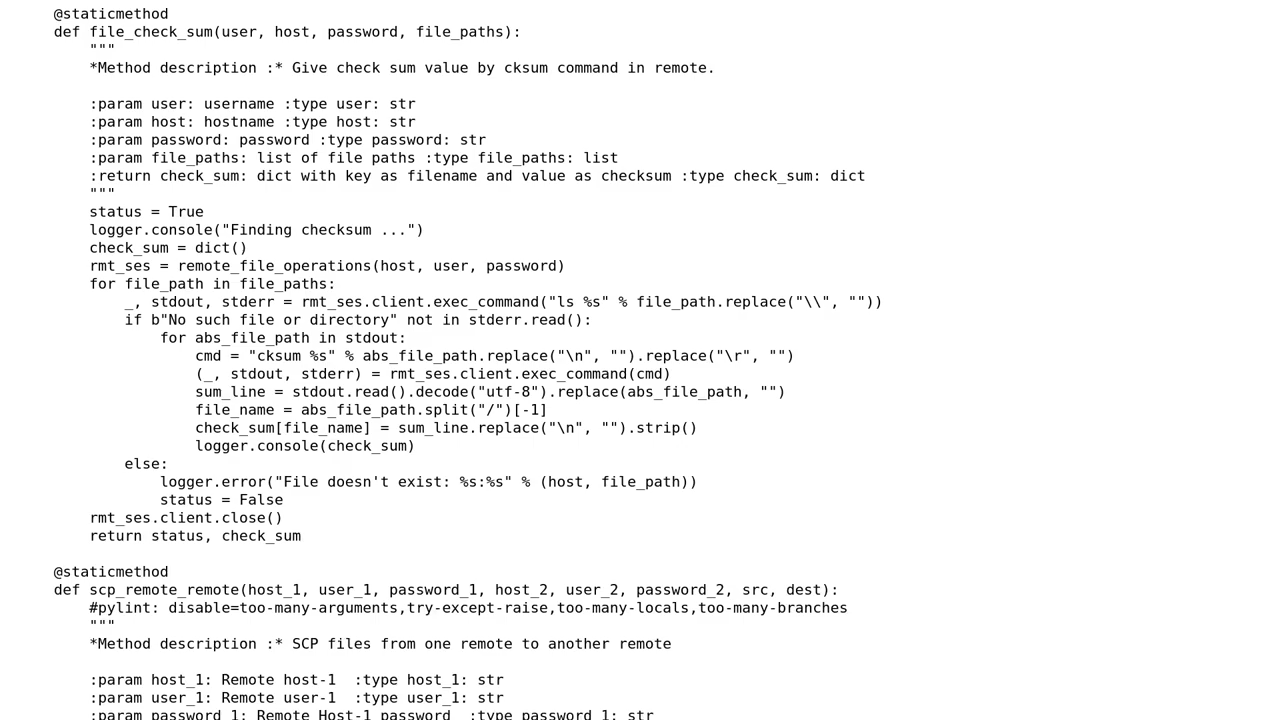 @staticmethod
def file_check_sum(user, host, password, file_paths):
    """
    *Method description :* Give check sum value by cksum command in remote.

    :param user: username :type user: str
    :param host: hostname :type host: str
    :param password: password :type password: str
    :param file_paths: list of file paths :type file_paths: list
    :return check_sum: dict with key as filename and value as checksum :type check_sum: dict
    """
    status = True
    logger.console("Finding checksum ...")
    check_sum = dict()
    rmt_ses = remote_file_operations(host, user, password)
    for file_path in file_paths:
        _, stdout, stderr = rmt_ses.client.exec_command("ls %s" % file_path.replace("\\", ""))
        if b"No such file or directory" not in stderr.read():
            for abs_file_path in stdout:
                cmd = "cksum %s" % abs_file_path.replace("\n", "").replace("\r", "")
                (_, stdout, stderr) = rmt_ses.client.exec_command(cmd)
                sum_line = stdout.read().decode("utf-8").replace(abs_file_path, "")
                file_name = abs_file_path.split("/")[-1]
                check_sum[file_name] = sum_line.replace("\n", "").strip()
                logger.console(check_sum)
        else:
            logger.error("File doesn't exist: %s:%s" % (host, file_path))
            status = False
    rmt_ses.client.close()
    return status, check_sum

@staticmethod
def scp_remote_remote(host_1, user_1, password_1, host_2, user_2, password_2, src, dest):
    #pylint: disable=too-many-arguments,try-except-raise,too-many-locals,too-many-branches
    """
    *Method description :* SCP files from one remote to another remote

    :param host_1: Remote host-1  :type host_1: str
    :param user_1: Remote user-1  :type user_1: str
    :param password_1: Remote Host-1 password  :type password_1: str